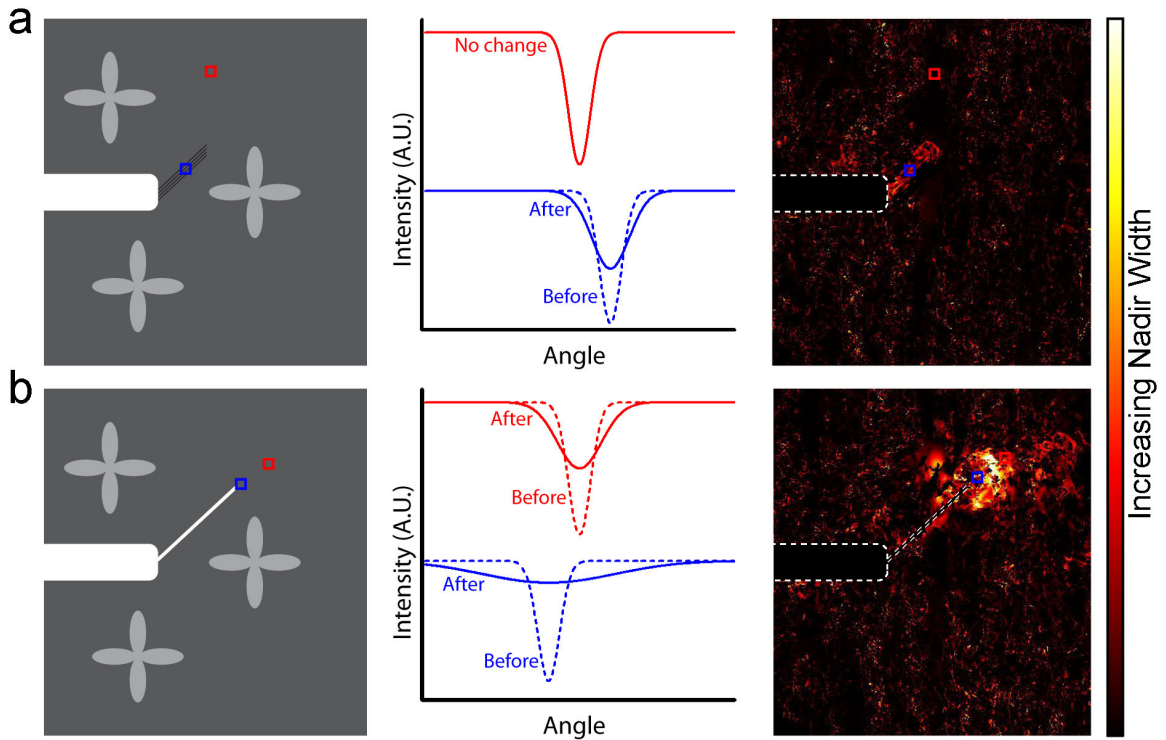 a
No change
After
Before
Intensity (A.U.)
Angle
b
After
Before
After
Before
Intensity (A.U.)
Angle
Increasing Nadir Width